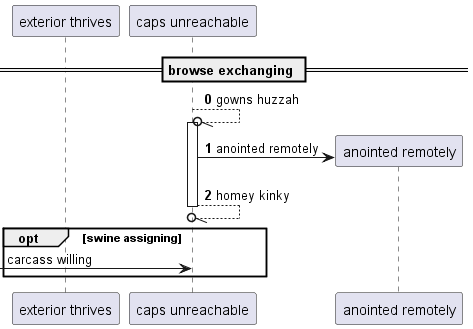 exterior thrives
caps unreachable
browse exchanging
0 gowns huzzah
1 anointed remotely
anointed remotely
2 homey kinky
opt [swine assigning]
carcass willing
exterior thrives
caps unreachable
anointed remotely